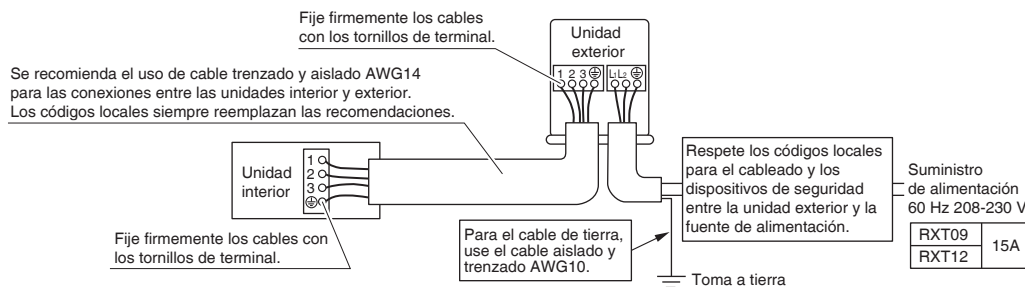 Fije firmemente los cables
con los tornillos de terminal.
Unidad
exterior
1 2 3
L1 L2
Se recomienda el uso de cable trenzado y aislado AWG14
para las conexiones entre las unidades interior y exterior.
Los códigos locales siempre reemplazan las recomendaciones.
Unidad
interior
1
2
3
Fije firmemente los cables con
los tornillos de terminal.
Para el cable de tierra,
use el cable aislado y
trenzado AWG10.
Respete los códigos locales
para el cableado y los
dispositivos de seguridad
entre la unidad exterior y la
fuente de alimentación.
Suministro
de alimentación
60 Hz 208-230 V
RXT09
RXT12
15A
Toma a tierra